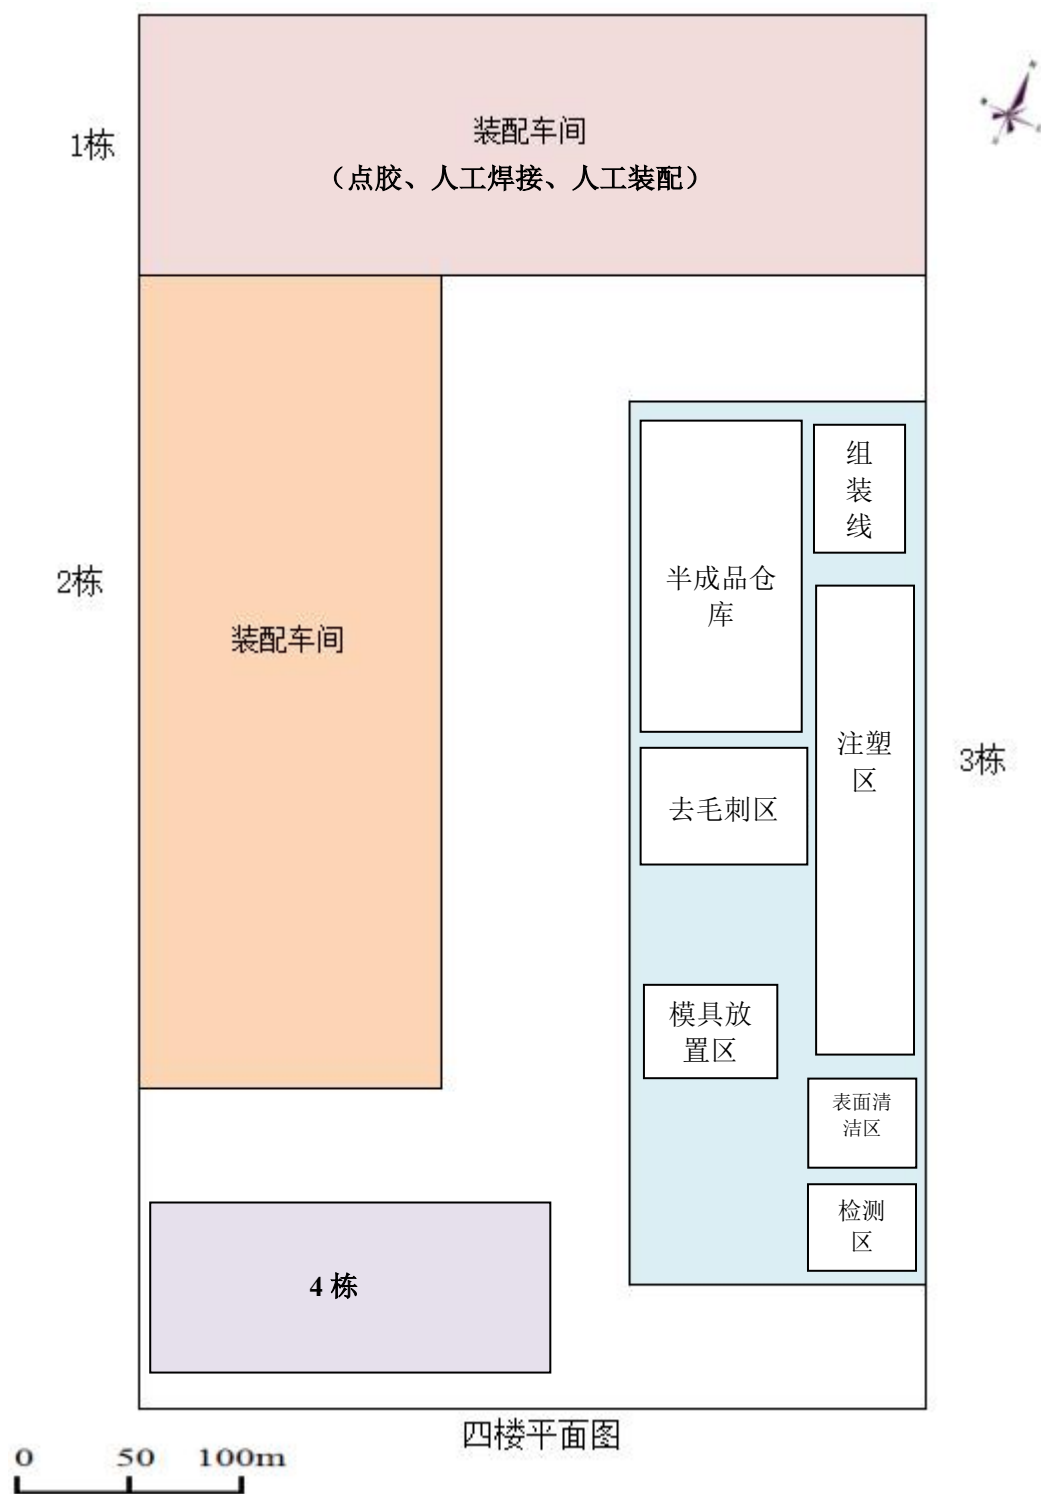 1栋
装配车间
（点胶、人工焊接、人工装配）
2栋
装配车间
半成品仓
库
组
装
线
去毛刺区
注塑
区
3栋
模具放
置区
表面清
洁区
检测
区
4 栋
四楼平面图
0 50 100m